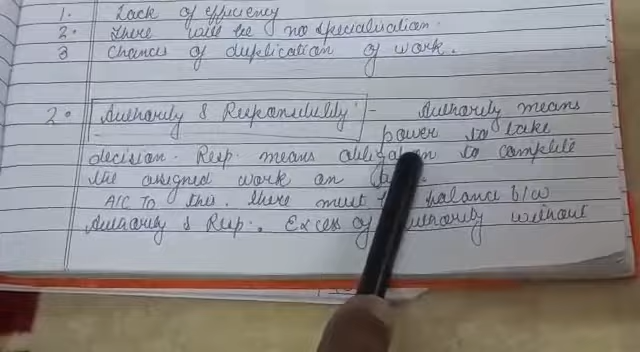 1. Lack of efficiency
2. There will be no specialisation.
3 Chances of duplication of work.
2. Authority & Responsibility - Authority means
power to take
decision. Resp. means obligation to complete
the assigned work on
A/C To this. There must balance b/w
Authority & Resp. Excess of Authority without